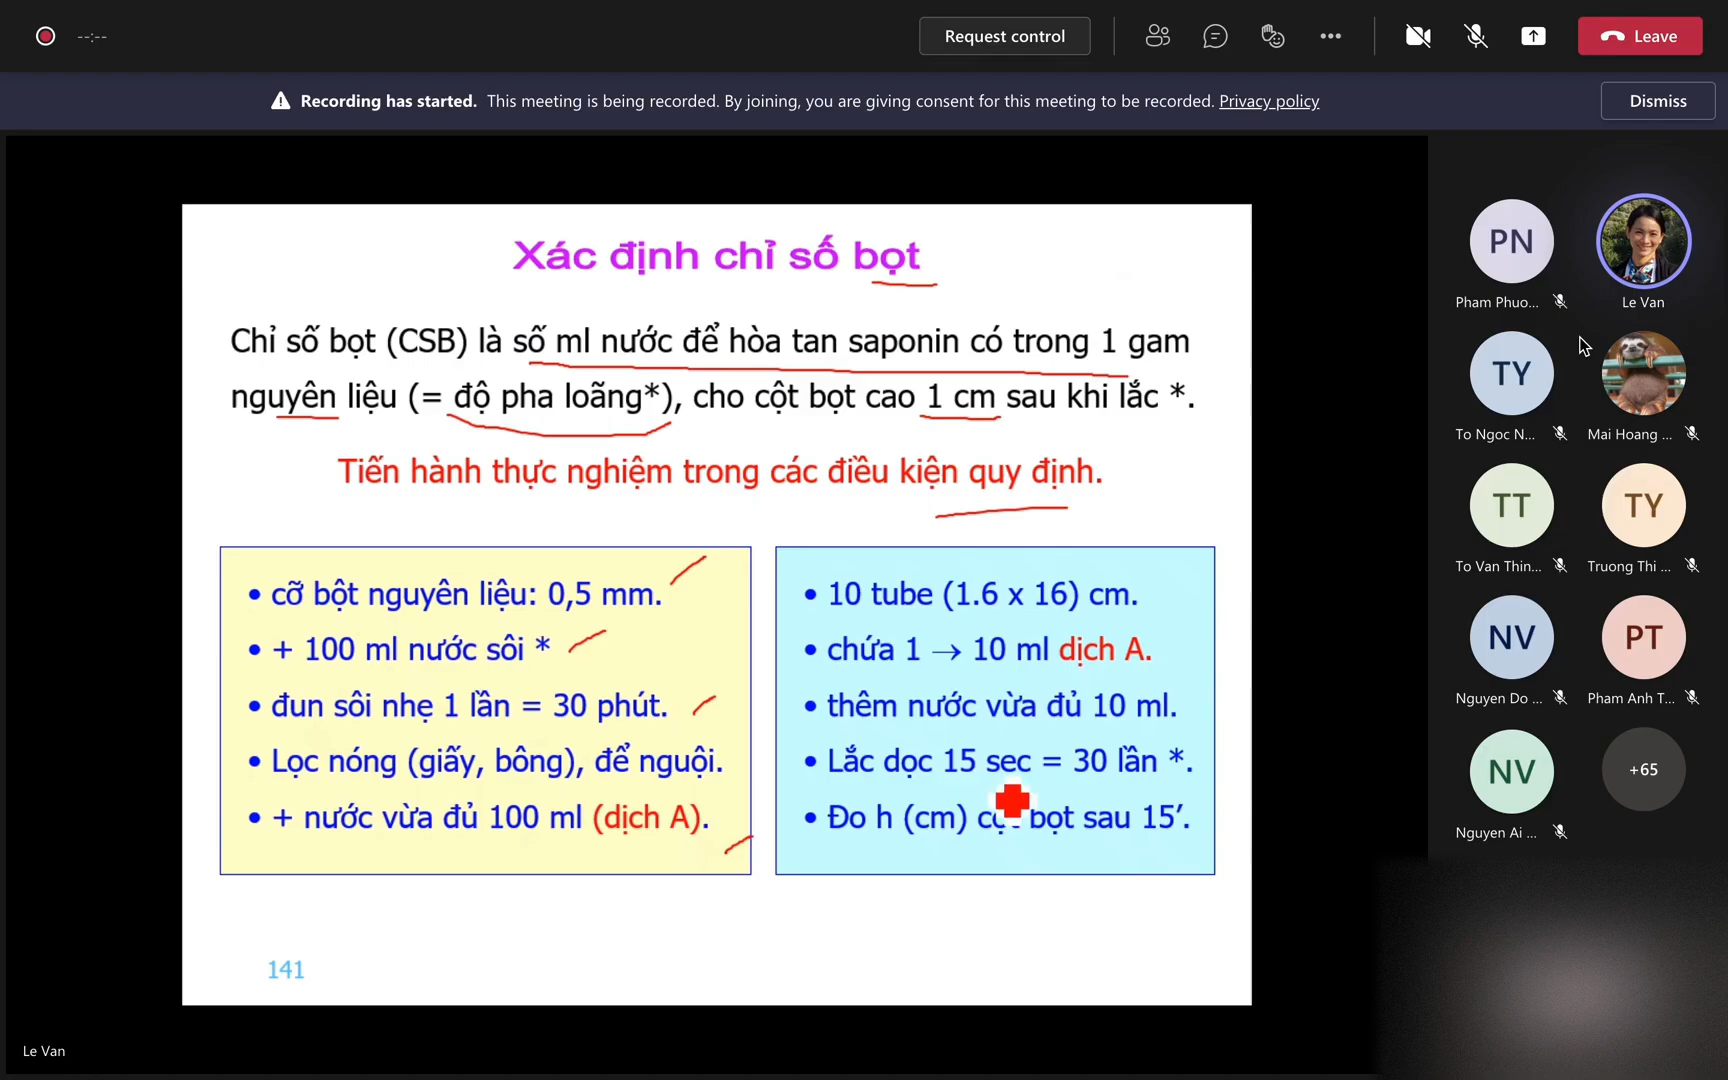 --:--
Request control
Leave
Recording has started. This meeting is being recorded. By joining, you are giving consent for this meeting to be recorded. Privacy policy
Dismiss
Xác định chỉ số bọt
Chỉ số bọt (CSB) là số ml nước để hòa tan saponin có trong 1 gam
nguyên liệu (= độ pha loãng*), cho cột bọt cao 1 cm sau khi lắc *.
Tiến hành thực nghiệm trong các điều kiện quy định.
• cỡ bột nguyên liệu: 0,5 mm.
• + 100 ml nước sôi *
• đun sôi nhẹ 1 lần = 30 phút.
• Lọc nóng (giấy, bông), để nguội.
• + nước vừa đủ 100 ml (dịch A).
• 10 tube (1.6 x 16) cm.
• chứa 1 → 10 ml dịch A.
• thêm nước vừa đủ 10 ml.
• Lắc dọc 15 sec = 30 lần *.
• Đo h (cm) cột bọt sau 15’.
141
Le Van
PN
Pham Phuo...
Le Van
TY
To Ngoc N...
Mai Hoang ...
TT
To Van Thin...
TY
Truong Thi ...
NV
Nguyen Do ...
PT
Pham Anh T...
NV
Nguyen Ai ...
+65